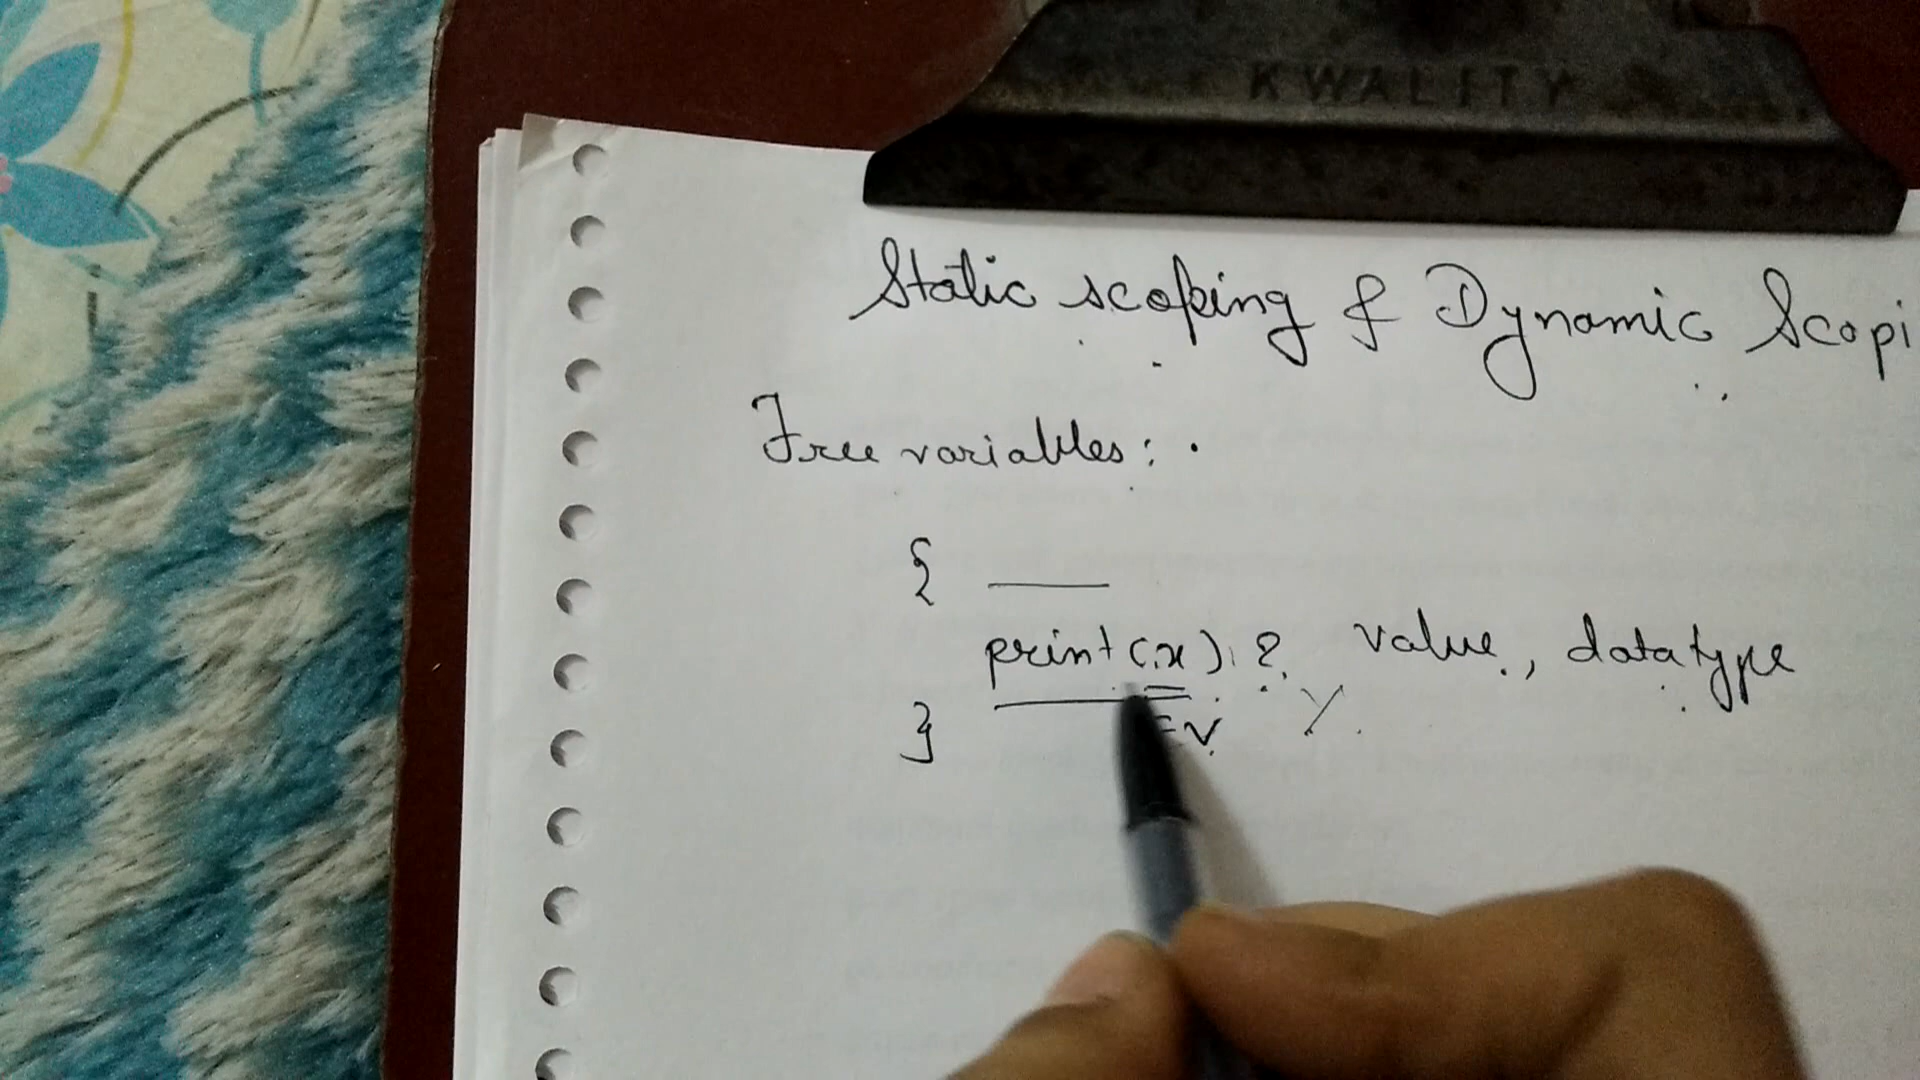 KWALITY
Static scoping & Dynamic Scopi
Free variables :
{
print(x) ? value, datatype
}